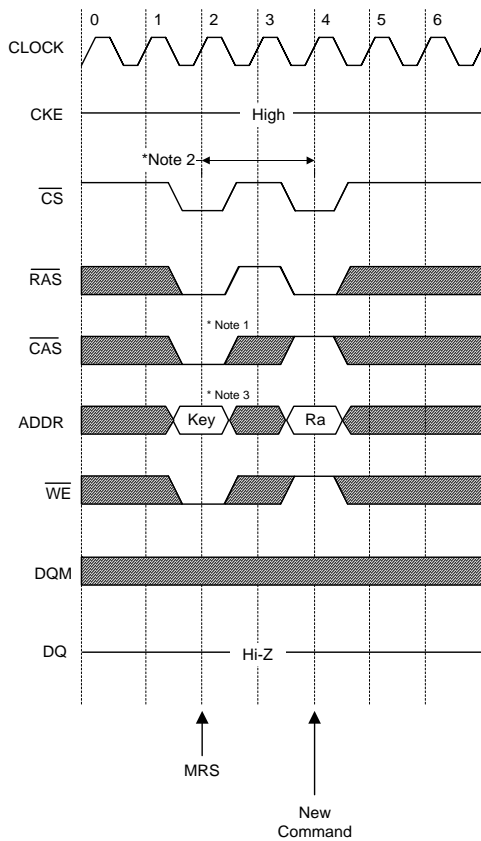 0 1 2 3 4 5 6
CLOCK
CKE
High
*Note 2
CS
RAS
* Note 1
CAS
* Note 3
ADDR
Key
Ra
WE
DQM
DQ
Hi-Z
MRS
New
Command